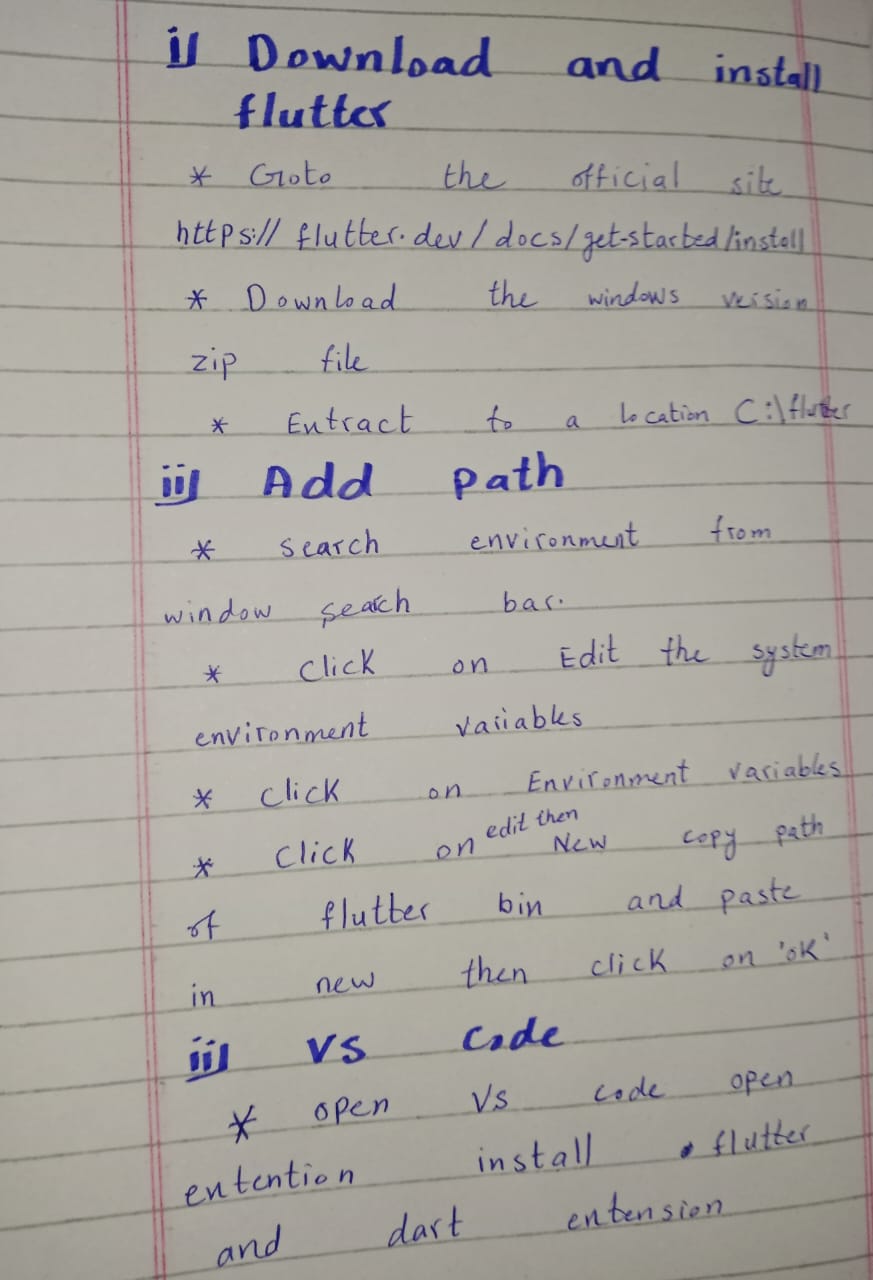 i) Download and install
flutter
* Goto the official site
https:// flutter.dev/docs/get-started/install
* Download the windows version
zip file
* Entract to a location C:\flutter
ii) Add path
* search environment from
window search bar.
* Click on Edit the system
environment variables
* Click on Environment variables
* Click on edit then New copy path
of flutter bin and paste
in new then click on 'ok'
iii) VS Code
* open Vs code open
entention install flutter
and dart entension